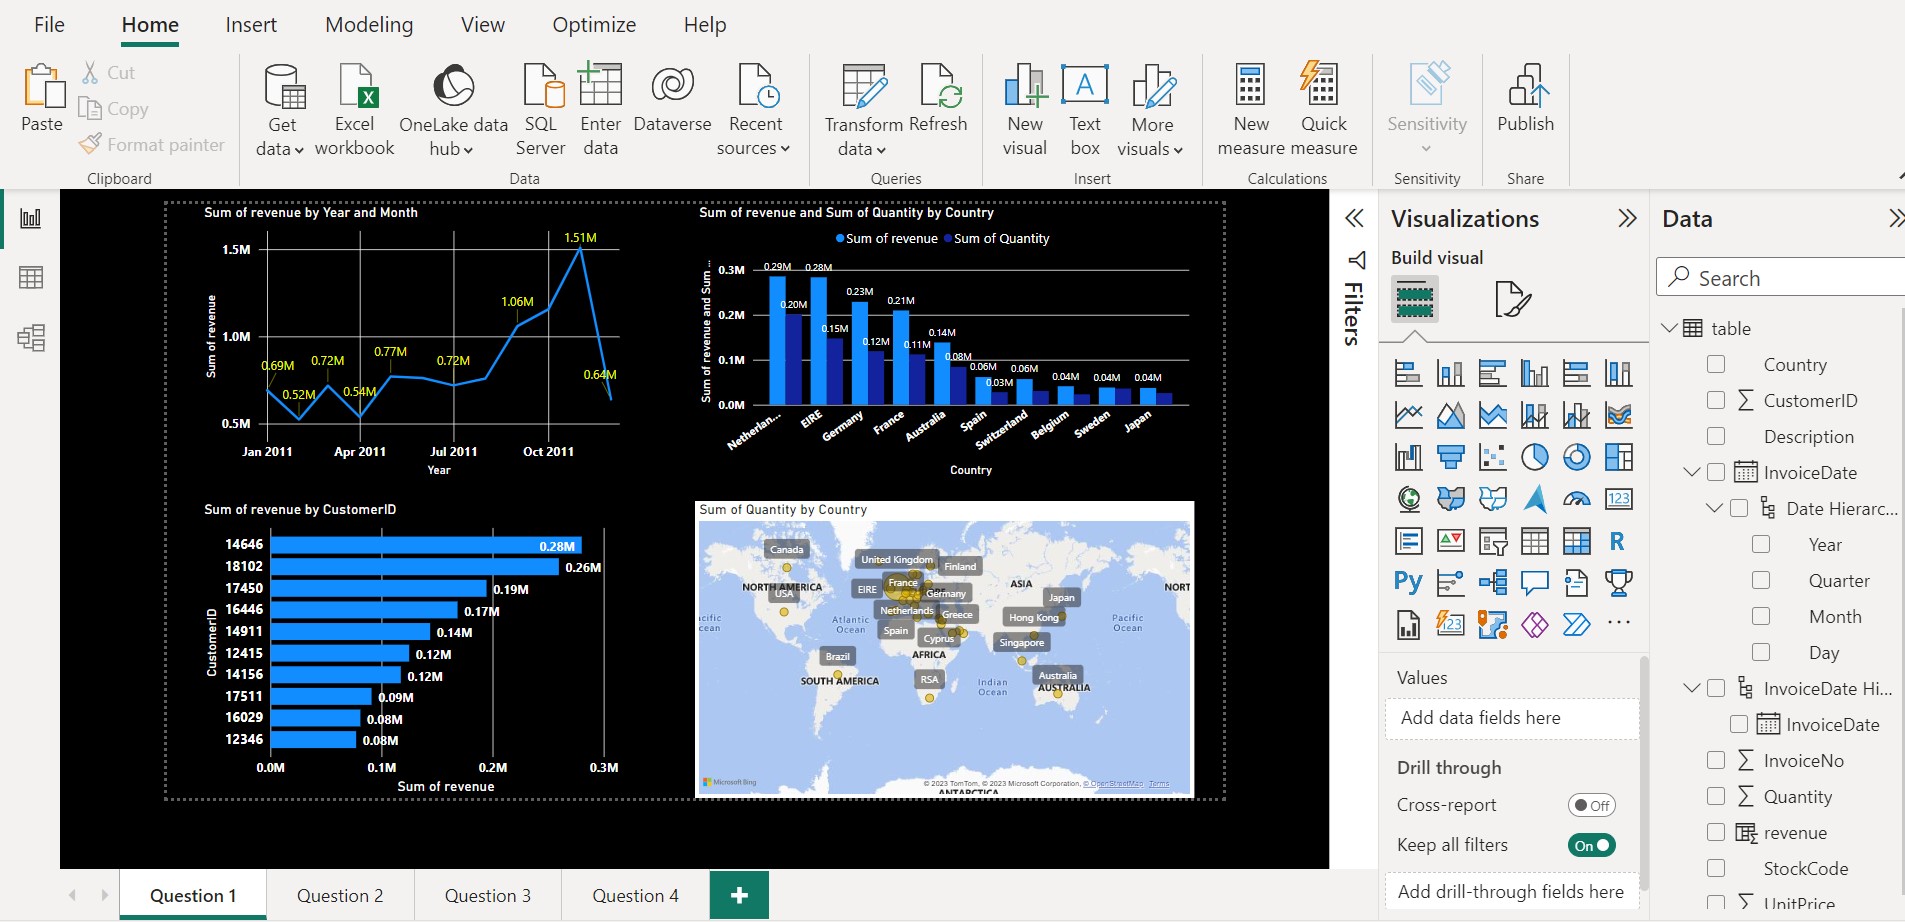 File Home Insert Modeling View Optimize Help
Paste
Cut
Copy
Format painter
Clipboard
Get
data
Excel
workbook
OneLake data
hub
SQL
Server
Enter
data
Dataverse
Recent
sources
Data
Transform
data
Refresh
Queries
New
visual
Text
box
More
visuals
Insert
New
measure
Quick
measure
Calculations
Sensitivity
Sensitivity
Publish
Share
Sum of revenue by Year and Month
1.5M
1.0M
0.5M
Sum of revenue
0.69M
0.52M
0.72M
0.54M
0.77M
0.72M
1.06M
1.51M
0.64M
Jan 2011 Apr 2011 Jul 2011 Oct 2011
Year
Sum of revenue and Sum of Quantity by Country
Sum of revenue Sum of Quantity
Sum of revenue and Sum ...
0.3M
0.2M
0.1M
0.0M
0.29M
0.20M
0.28M
0.15M
0.23M
0.12M
0.21M
0.11M
0.14M
0.08M
0.06M
0.03M
0.06M
0.04M
0.04M
0.04M
Netherlan...
EIRE
Germany
France
Australia
Spain
Switzerland
Belgium
Sweden
Japan
Country
Sum of revenue by CustomerID
CustomerID
14646 0.28M
18102 0.26M
17450 0.19M
16446 0.17M
14911 0.14M
12415 0.12M
14156 0.12M
17511 0.09M
16029 0.08M
12346 0.08M
0.0M 0.1M 0.2M 0.3M
Sum of revenue
Sum of Quantity by Country
Canada
United Kingdom
Finland
NORTH AMERICA
USA
EIRE
France
Germany
ASIA
NORT
Japan
Netherlands
Greece
Hong Kong
acific
cean
Atlantic
Ocean
Spain
Cyprus
Singapore
Pacific
Ocean
Brazil
AFRICA
SOUTH AMERICA
RSA
Indian
Ocean
Australia
AUSTRALIA
Microsoft Bing
© 2023 TomTom, © 2023 Microsoft Corporation, © OpenStreetMap Terms
ANTARCTICA
Filters
Visualizations
Build visual
123
R
Py
123
Values
Add data fields here
Drill through
Cross-report
Off
Keep all filters
On
Add drill-through fields here
Data
Search
table
Country
CustomerID
Description
InvoiceDate
Date Hierarc...
Year
Quarter
Month
Day
InvoiceDate Hi...
InvoiceDate
InvoiceNo
Quantity
revenue
StockCode
UnitPrice
Question 1 Question 2 Question 3 Question 4 +